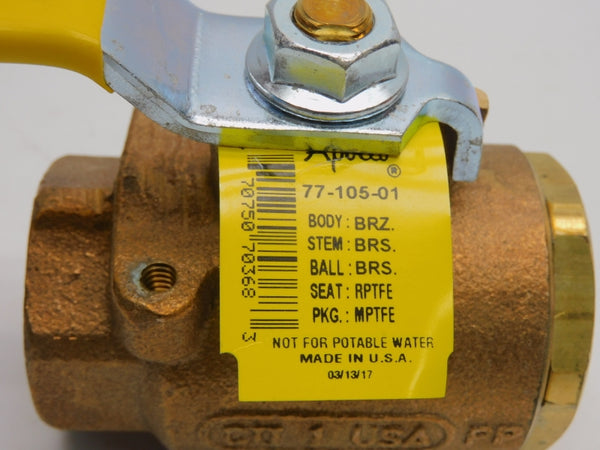 Apollo
®
77-105-01
BODY : BRZ.
STEM : BRS.
BALL : BRS.
SEAT : RPTFE
PKG. : MPTFE
NOT FOR POTABLE WATER
MADE IN U.S.A.
03/13/17
70750 70368 3
1 USA